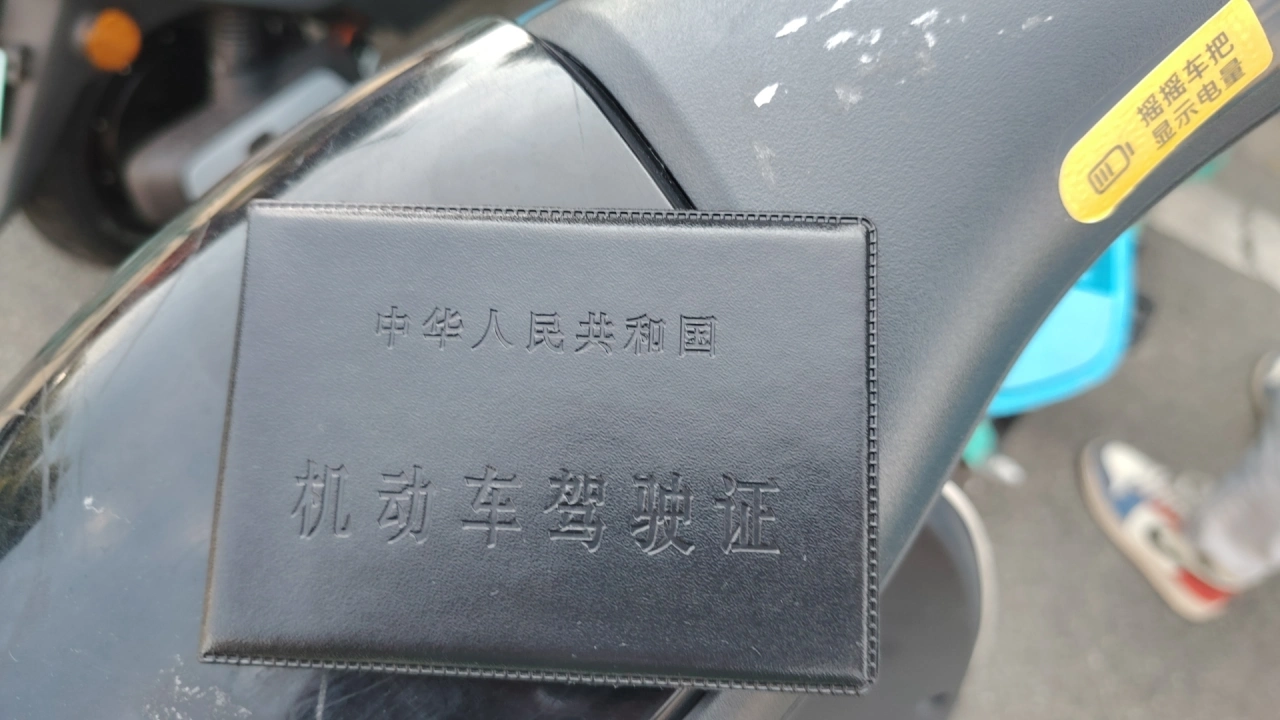 摇摇车把
显示电量
中华人民共和国
机动车驾驶证